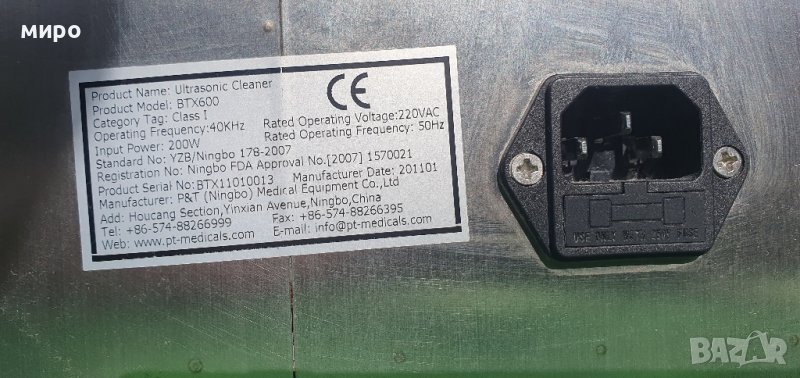 миро
Product Name: Ultrasonic Cleaner
Product Model: BTX600
Category Tag: Class I
Operating Frequency:40KHz Rated Operating Voltage:220VAC
Input Power: 200W Rated Operating Frequency: 50Hz
Standard No: YZB/Ningbo 178-2007
Registration No: Ningbo FDA Approval No.[2007] 1570021
Product Serial No:BTX11010013 Manufacturer Date: 201101
Manufacturer: P&T (Ningbo) Medical Equipment Co.,Ltd
Add: Houcang Section,Yinxian Avenue,Ningbo,China
Tel: +86-574-88266999 Fax: +86-574-88266395
Web: www.pt-medicals.com E-mail: info@pt-medicals.com
CE
USE ONLY
BAZAR